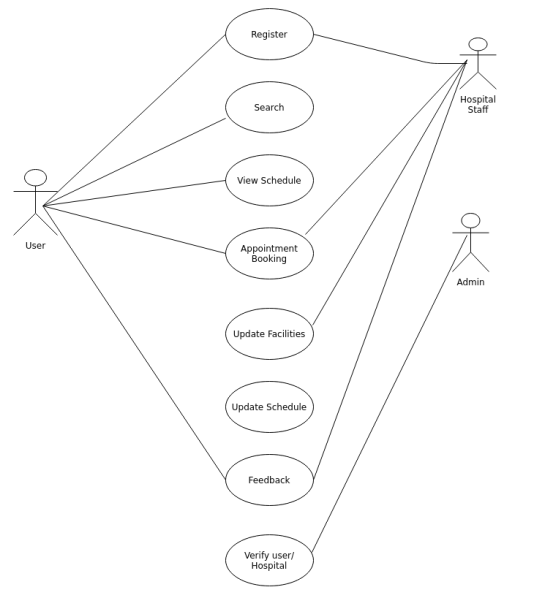 Register
Hospital
Staff
Search
User
View Schedule
Appointment
Booking
Admin
Update Facilities
Update Schedule
Feedback
Verify user/
Hospital